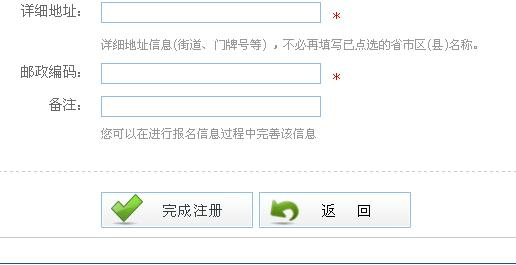 详细地址： *
详细地址信息(街道、门牌号等)，不必再填写已点选的省市区(县)名称。
邮政编码： *
备注：
您可以在进行报名信息过程中完善该信息
完成注册 返 回